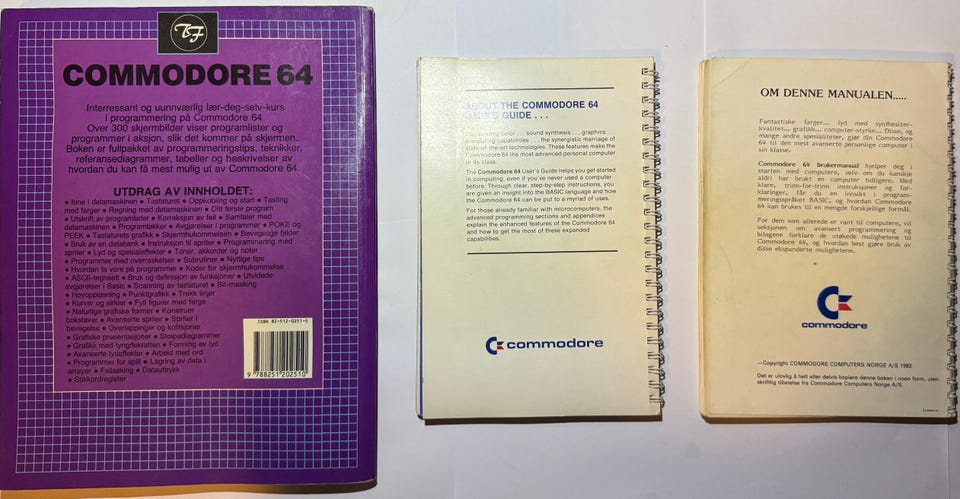 TF
COMMODORE 64
Interressant og uunnværlig lær-deg-selv-kurs
i programmering på Commodore 64.
Over 300 skjermbilder viser programlister og
programmer i aksjon, slik det kommer på skjermen.
Boken er fullpakket av programmeringstips, teknikker,
referansediagrammer, tabeller og beskrivelser av
hvordan du kan få mest mulig ut av Commodore 64.
UTDRAG AV INNHOLDET:
• Inne i datamaskinen • Tastaturet • Oppkobling og start • Tasting
med farger • Regning med datamaskinen • Ditt første program
• Utskrift av programlister • Korreksjon av feil • Samtaler med
datamaskinen • Programløkker • Avgjørelser i programmer • POKE og
PEEK • Tastaturets grafikk • Skjermhukommelsen • Bevegelige bilder
• Bruk av en databank • Instruksjon til spriter • Programmering med
spriter • Lyd og spesialeffekter • Toner, akkorder og noter
• Programmer med overraskelser • Subrutiner • Nyttige tips
• Hvordan ta vare på programmer • Koder for skjermhukommelse
• ASCII-tegnsett • Bruk og definisjon av funksjoner • Utvidede
avgjørelser i Basic • Scanning av tastaturet • Bit-masking
• Høyoppløsning • Punktgrafikk • Trekk linjer
• Kurver og sirkler • Fyll figurer med farge
• Naturlige grafiske former • Konstruer
bokstaver • Avanserte spriter • Spriter i
bevegelse • Overlappinger og kollisjoner
• Grafiske presentasjoner • Stolpediagrammer
• Grafikk med tyngdekraften • Forming av lyd
• Avanserte lydeffekter • Arbeid med ord
• Programmer for spill • Lagring av data i
arrayer • Feilsøking • Datauttrykk
• Stikkordregister
ISBN 82-512-0251-5
9 788251 202510
ABOUT THE COMMODORE 64
USER'S GUIDE . . .
color . . . sound synthesis . . . graphics . . .
computing capabilities . . . the synergistic marriage of
state-of-the-art technologies. These features make the
Commodore 64 the most advanced personal computer
in its class.
The Commodore 64 User's Guide helps you get started
in computing, even if you've never used a computer
before. Through clear, step-by-step instructions, you
are given an insight into the BASIC language and how
the Commodore 64 can be put to a myriad of uses.
For those already familiar with microcomputers, the
advanced programming sections and appendices
explain the enhanced features of the Commodore 64
and how to get the most of these expanded
capabilities.
commodore
OM DENNE MANUALEN.....
Fantastiske farger... lyd med synthesizer-
kvalitet... grafikk... computer-styrke... Disse, og
mange andre spesialiteter, gjør din Commodore
64 til den mest avanserte personlige computer i
sin klasse.
Commodore 64 brukermanual hjelper deg i
starten med computere, selv om du kanskje
aldri har brukt en computer tidligere. Med
klare, trinn-for-trinn instruksjoner og for-
klaringer, får du en innsikt i program-
meringsspråket BASIC, og hvordan Commodore
64 kan brukes til en mengde forskjellige formål.
For dem som allerede er vant til computere, vil
seksjonen om avansert programmering og
bilagene forklare de utøkede mulighetene til
Commodore 64, og hvordan best gjøre bruk av
disse ekspanderte mulighetene.
commodore
—Copyright COMMODORE COMPUTERS NORGE A/S 1983
Det er ulovlig å helt eller delvis kopiere denne boken i noen form, uten
skriftlig tillatelse fra Commodore Computers Norge A/S.